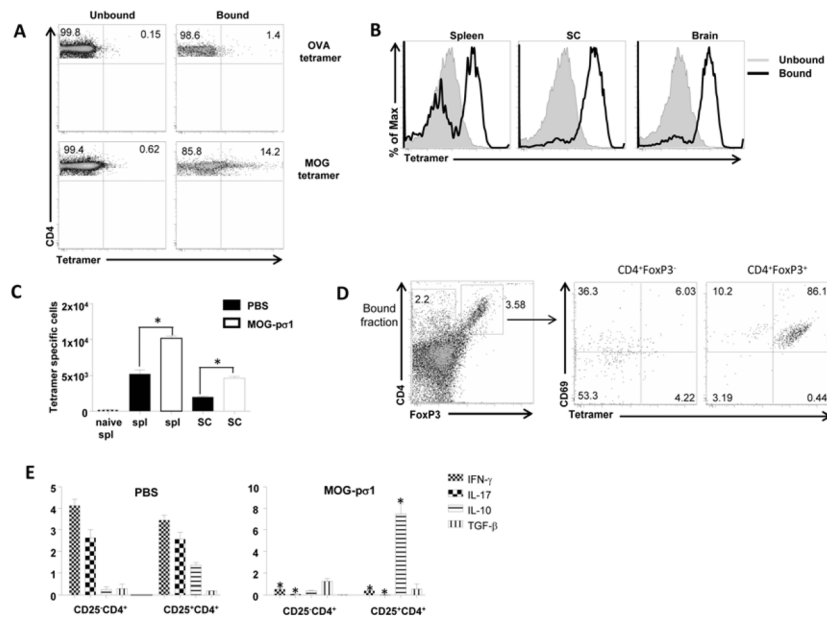 A
Unbound
Bound
99.8
0.15
98.6
1.4
OVA
tetramer
99.4
0.62
85.8
14.2
MOG
tetramer
CD4
Tetramer
B
Spleen
SC
Brain
Unbound
Bound
% of Max
Tetramer
C
Tetramer specific cells
2x10⁴
1x10⁴
5x10³
0
*
*
PBS
MOG-pσ1
naive
spl
spl
spl
SC
SC
D
Bound
fraction
2.2
3.58
CD4
FoxP3
CD4⁺FoxP3⁻
CD4⁺FoxP3⁺
36.3
6.03
10.2
86.1
53.3
4.22
3.19
0.44
CD69
Tetramer
E
PBS
5
4
3
2
1
0
CD25⁻CD4⁺
CD25⁺CD4⁺
MOG-pσ1
10
8
6
4
2
0
*
*
*
*
*
CD25⁻CD4⁺
CD25⁺CD4⁺
IFN-γ
IL-17
IL-10
TGF-β